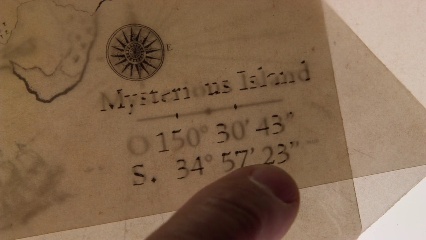 E
Mysterious Island
O 150° 30' 43"
S. 34° 57' 23"